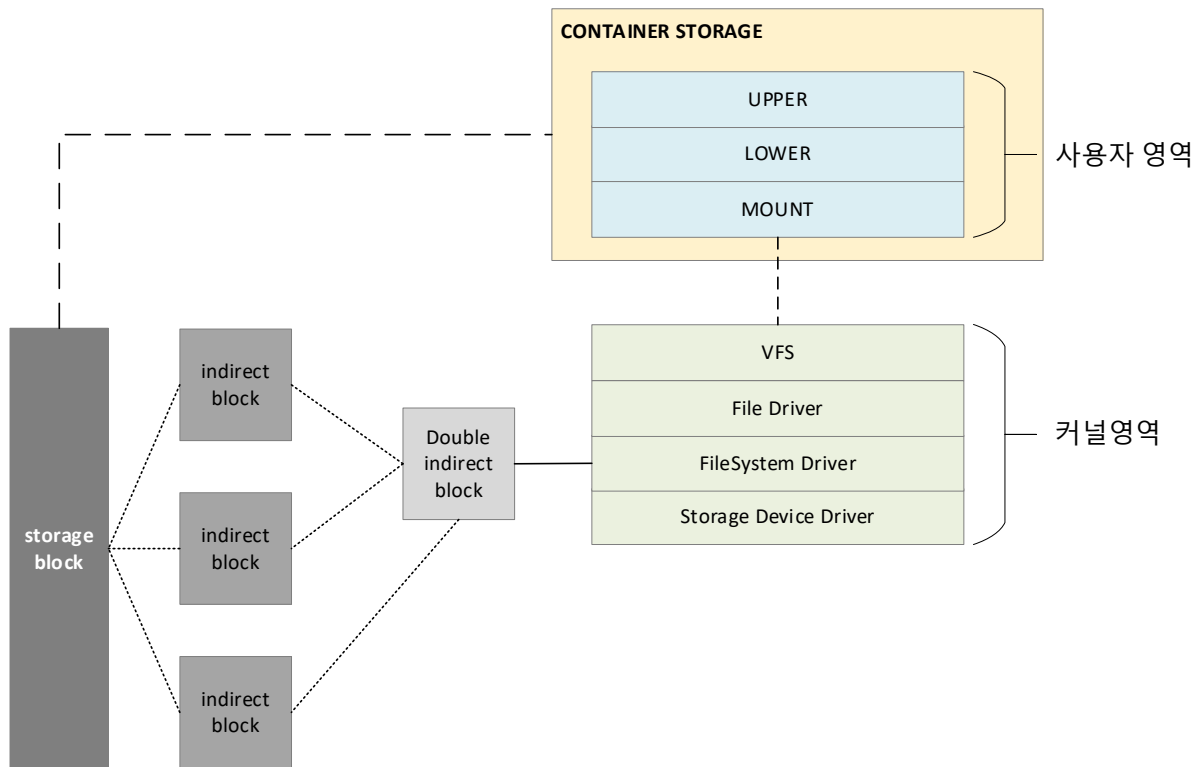 CONTAINER STORAGE
UPPER
LOWER
MOUNT
사용자 영역
VFS
File Driver
FileSystem Driver
Storage Device Driver
커널영역
Double
indirect
block
indirect
block
indirect
block
indirect
block
storage
block